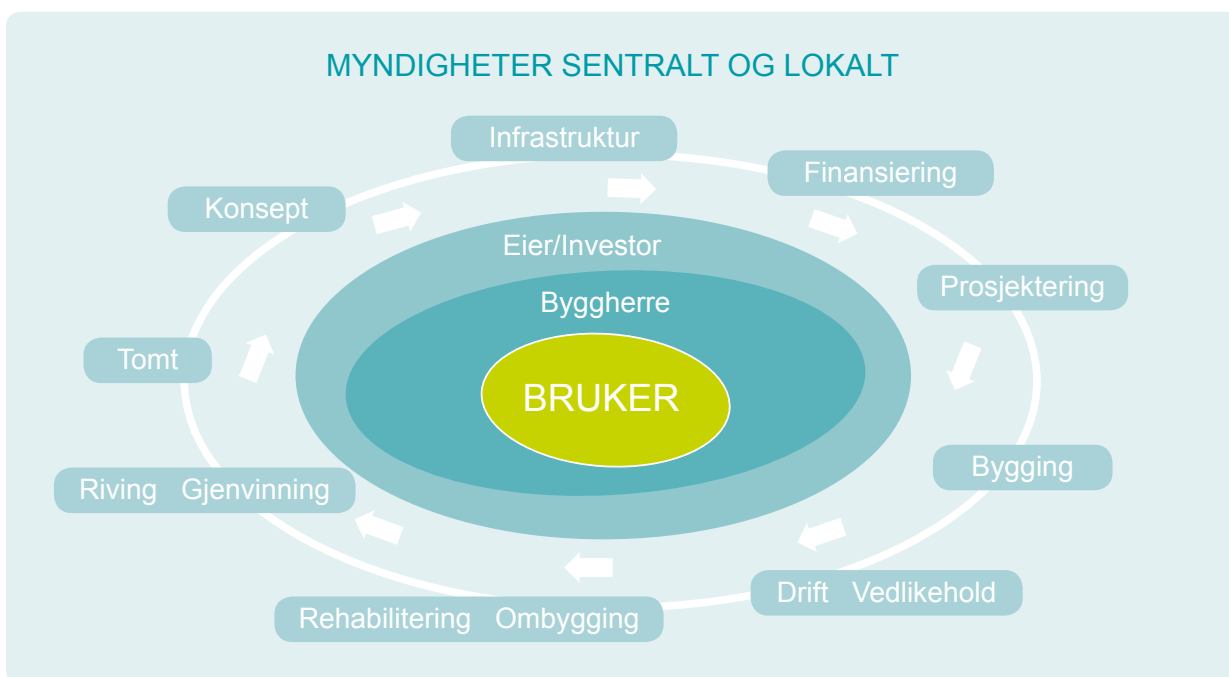 MYNDIGHETER SENTRALT OG LOKALT
Infrastruktur
Finansiering
Konsept
Eier/Investor
Prosjektering
Byggherre
Tomt
BRUKER
Bygging
Riving Gjenvinning
Drift Vedlikehold
Rehabilitering Ombygging